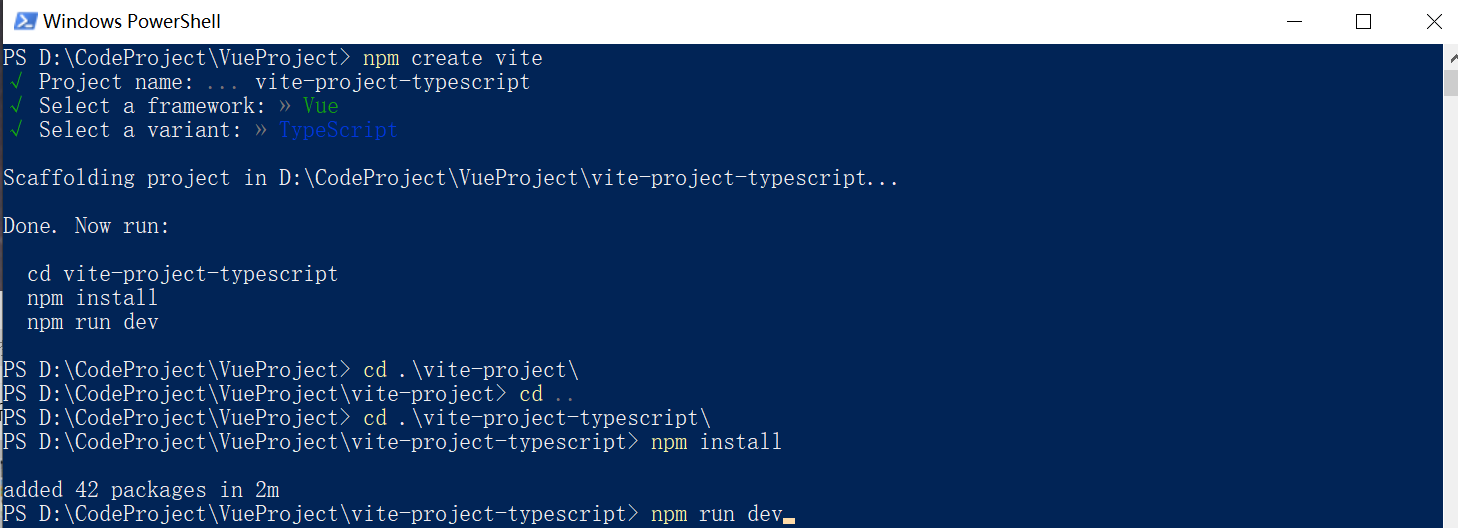 Windows PowerShell
PS D:\CodeProject\VueProject> npm create vite
√ Project name: ... vite-project-typescript
√ Select a framework: » Vue
√ Select a variant: » TypeScript
Scaffolding project in D:\CodeProject\VueProject\vite-project-typescript...
Done. Now run:
cd vite-project-typescript
npm install
npm run dev
PS D:\CodeProject\VueProject> cd .\vite-project\
PS D:\CodeProject\VueProject\vite-project> cd ..
PS D:\CodeProject\VueProject> cd .\vite-project-typescript\
PS D:\CodeProject\VueProject\vite-project-typescript> npm install
added 42 packages in 2m
PS D:\CodeProject\VueProject\vite-project-typescript> npm run dev